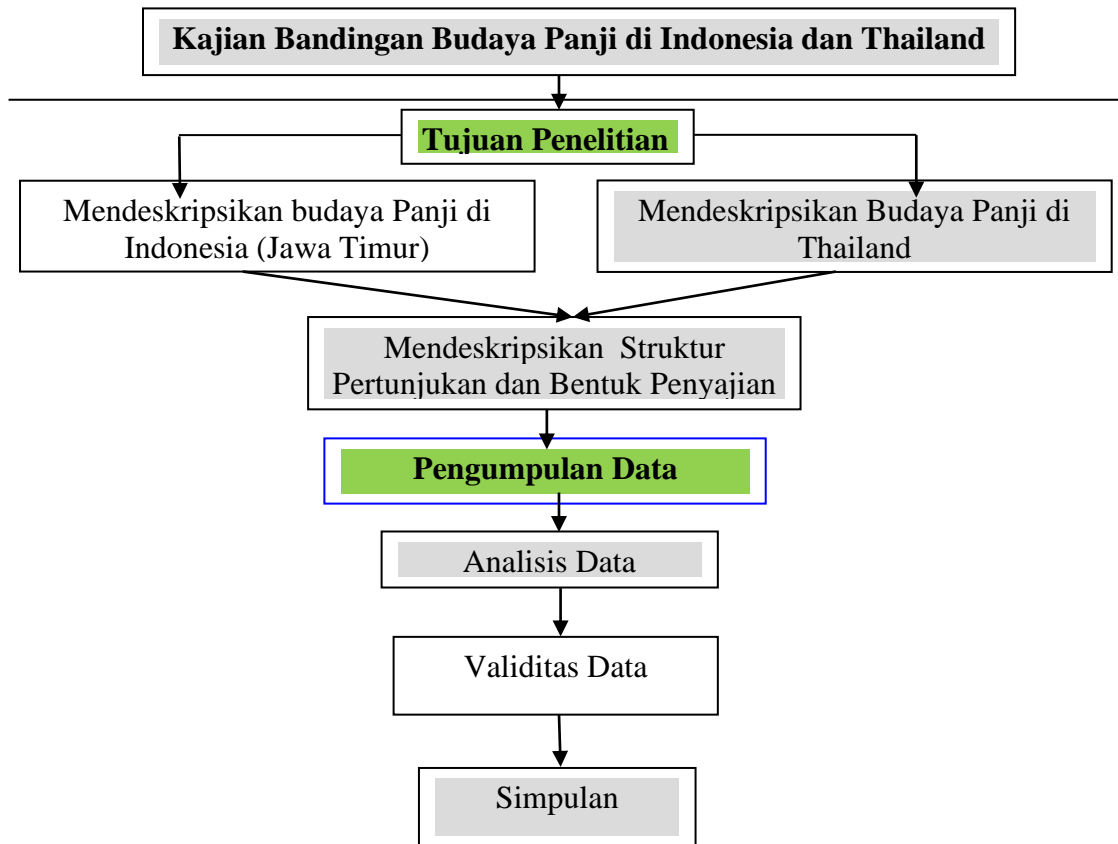 Kajian Bandingan Budaya Panji di Indonesia dan Thailand
Tujuan Penelitian
Mendeskripsikan budaya Panji di
Indonesia (Jawa Timur)
Mendeskripsikan Budaya Panji di
Thailand
Mendeskripsikan Struktur
Pertunjukan dan Bentuk Penyajian
Pengumpulan Data
Analisis Data
Validitas Data
Simpulan